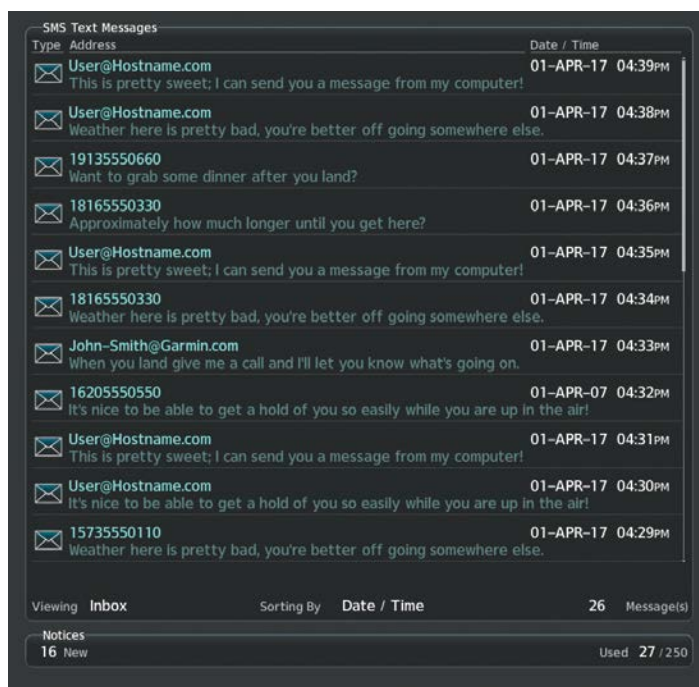 SMS Text Messages
Type Address Date / Time
User@Hostname.com 01-APR-17 04:39PM
This is pretty sweet; I can send you a message from my computer!
User@Hostname.com 01-APR-17 04:38PM
Weather here is pretty bad, you're better off going somewhere else.
19135550660 01-APR-17 04:37PM
Want to grab some dinner after you land?
18165550330 01-APR-17 04:36PM
Approximately how much longer until you get here?
User@Hostname.com 01-APR-17 04:35PM
This is pretty sweet; I can send you a message from my computer!
18165550330 01-APR-17 04:34PM
Weather here is pretty bad, you're better off going somewhere else.
John-Smith@Garmin.com 01-APR-17 04:33PM
When you land give me a call and I'll let you know what's going on.
16205550550 01-APR-07 04:32PM
It's nice to be able to get a hold of you so easily while you are up in the air!
User@Hostname.com 01-APR-17 04:31PM
This is pretty sweet; I can send you a message from my computer!
User@Hostname.com 01-APR-17 04:30PM
It's nice to be able to get a hold of you so easily while you are up in the air!
15735550110 01-APR-17 04:29PM
Weather here is pretty bad, you're better off going somewhere else.
Viewing Inbox Sorting By Date / Time 26 Message(s)
Notices
16 New Used 27 / 250